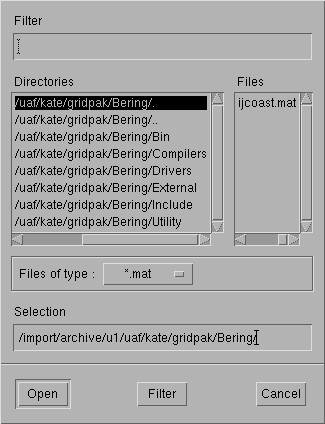 Filter
Directories Files
/uaf/kate/gridpak/Bering/. ijcoast.mat
/uaf/kate/gridpak/Bering/..
/uaf/kate/gridpak/Bering/Bin
/uaf/kate/gridpak/Bering/Compilers
/uaf/kate/gridpak/Bering/Drivers
/uaf/kate/gridpak/Bering/External
/uaf/kate/gridpak/Bering/Include
/uaf/kate/gridpak/Bering/Utility
Files of type : *.mat
Selection
/import/archive/u1/uaf/kate/gridpak/Bering/
Open Filter Cancel